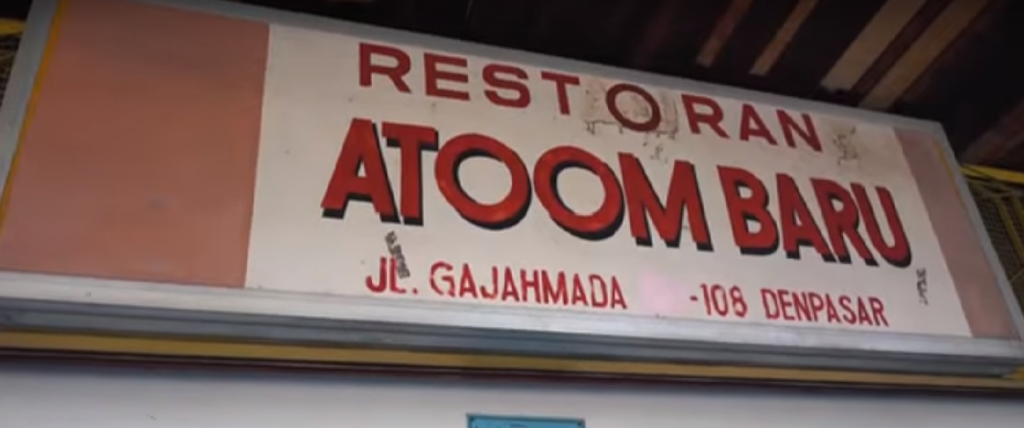 RESTORAN
ATOOM BARU
JL. GAJAHMADA -108 DENPASAR